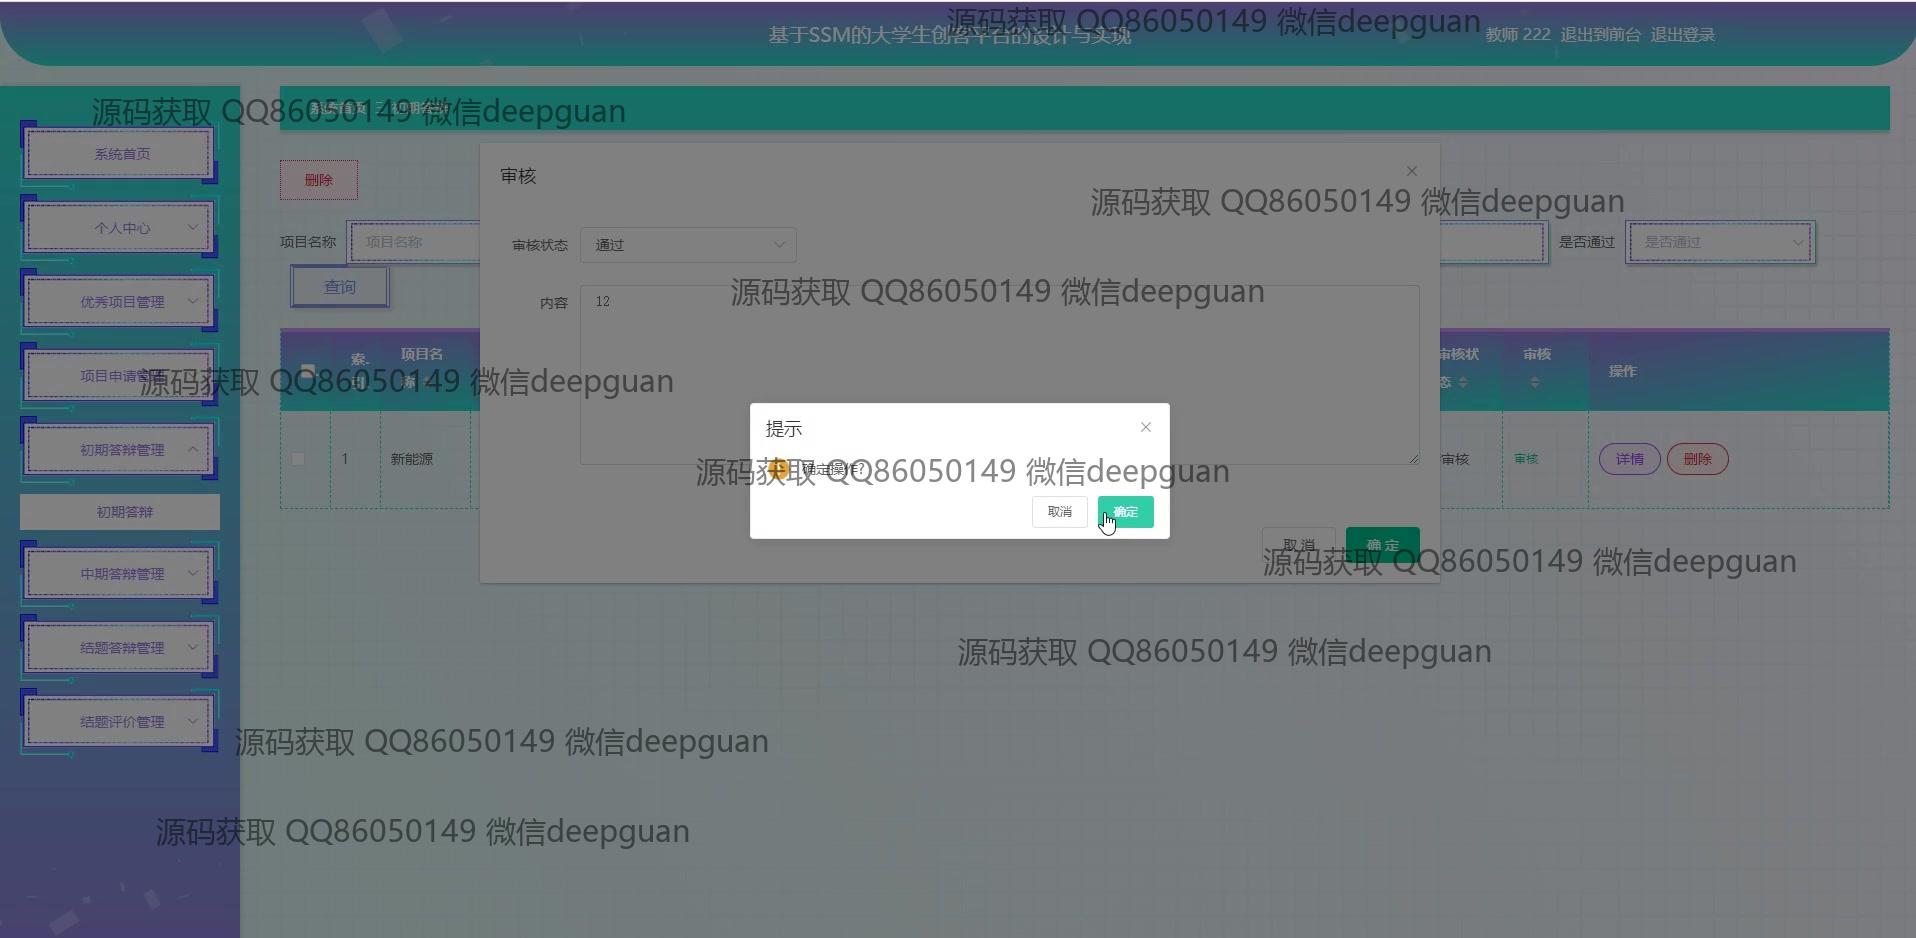 源码获取 QQ86050149 微信deepguan
基于SSM的大学生创客平台的设计与实现
教师 222 退出到前台 退出登录
源码获取 QQ86050149 微信deepguan
系统首页
初期答辩
系统首页
删除
审核
源码获取 QQ86050149 微信deepguan
个人中心
项目名称
项目名称
审核状态
通过
是否通过
是否通过
查询
内容
12
源码获取 QQ86050149 微信deepguan
优秀项目管理
索引
项目名称
审核状态
审核
操作
项目申请管理
源码获取 QQ86050149 微信deepguan
提示
初期答辩管理
1
新能源
确定操作?
源码获取 QQ86050149 微信deepguan
审核
审核
详情
删除
初期答辩
取消
确定
取消
确定
源码获取 QQ86050149 微信deepguan
中期答辩管理
结题答辩管理
源码获取 QQ86050149 微信deepguan
结题评价管理
源码获取 QQ86050149 微信deepguan
源码获取 QQ86050149 微信deepguan